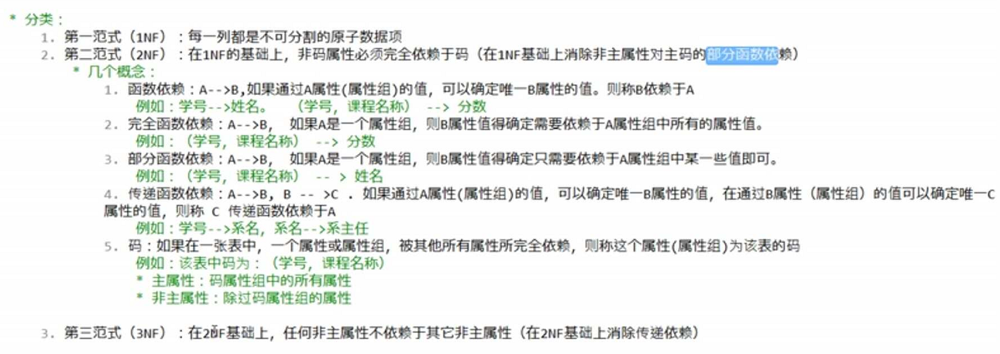 * 分类：
1. 第一范式（1NF）：每一列都是不可分割的原子数据项
2. 第二范式（2NF）：在1NF的基础上，非码属性必须完全依赖于码（在1NF基础上消除非主属性对主码的部分函数依赖）
* 几个概念：
1. 函数依赖：A-->B,如果通过A属性(属性组)的值，可以确定唯一B属性的值。则称B依赖于A
例如：学号-->姓名。 （学号，课程名称） --> 分数
2. 完全函数依赖：A-->B， 如果A是一个属性组，则B属性值得确定需要依赖于A属性组中所有的属性值。
例如：（学号，课程名称） --> 分数
3. 部分函数依赖：A-->B， 如果A是一个属性组，则B属性值得确定只需要依赖于A属性组中某一些值即可。
例如：（学号，课程名称） -- > 姓名
4. 传递函数依赖：A-->B, B -- >C . 如果通过A属性(属性组)的值，可以确定唯一B属性的值，在通过B属性（属性组）的值可以确定唯一C
属性的值，则称 C 传递函数依赖于A
例如：学号-->系名，系名-->系主任
5. 码：如果在一张表中，一个属性或属性组，被其他所有属性所完全依赖，则称这个属性(属性组)为该表的码
例如：该表中码为：（学号，课程名称）
* 主属性：码属性组中的所有属性
* 非主属性：除过码属性组的属性
3. 第三范式（3NF）：在2NF基础上，任何非主属性不依赖于其它非主属性（在2NF基础上消除传递依赖）